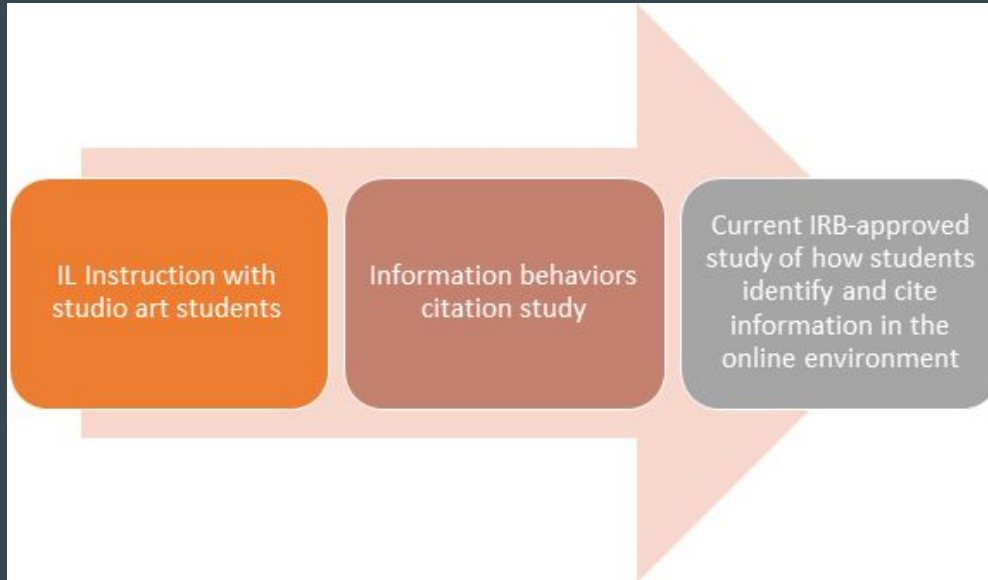 IL Instruction with
studio art students
Information behaviors
citation study
Current IRB-approved
study of how students
identify and cite
information in the
online environment